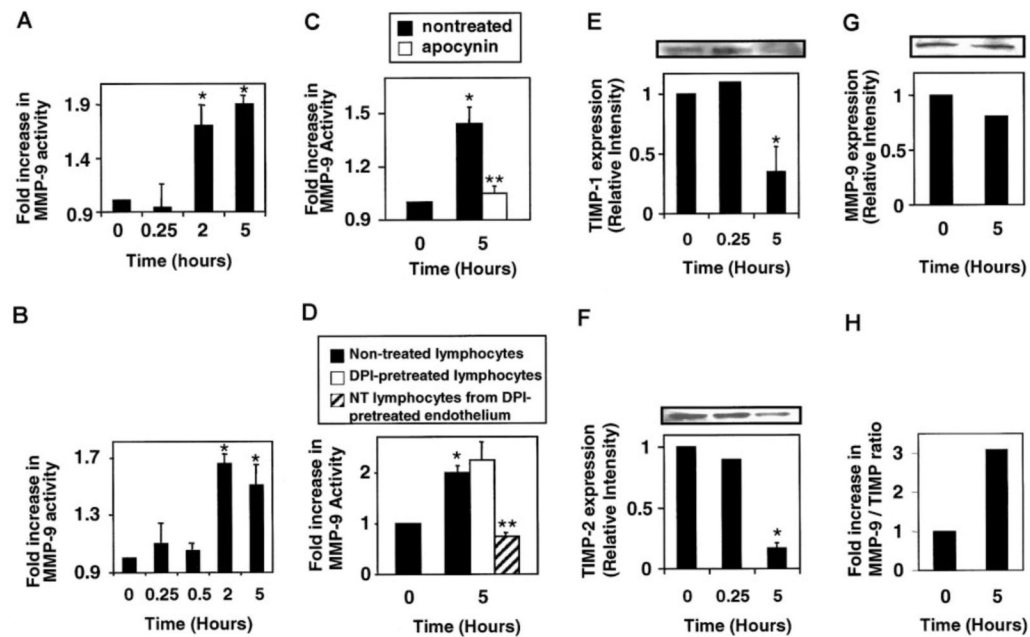 A
Fold increase in
MMP-9 activity
1.9
1.4
0.9
*
*
0 0.25 2 5
Time (hours)
B
Fold increase in
MMP-9 activity
1.7
1.3
0.9
*
*
0 0.25 0.5 2 5
Time (Hours)
C
nontreated
apocynin
Fold increase in
MMP-9 Activity
1.5
1.2
0.9
*
**
0 5
Time (Hours)
D
Non-treated lymphocytes
DPI-pretreated lymphocytes
NT lymphocytes from DPI-
pretreated endothelium
Fold increase in
MMP-9 Activity
2
1
0
*
**
0 5
Time (Hours)
E
TIMP-1 expression
(Relative Intensity)
1
0.5
0
*
0 0.25 5
Time (Hours)
F
TIMP-2 expression
(Relative Intensity)
1
0.5
0
*
0 0.25 5
Time (Hours)
G
MMP-9 expression
(Relative Intensity)
1
0.5
0
0 5
Time (Hours)
H
Fold increase in
MMP-9 / TIMP ratio
3
2
1
0
0 5
Time (Hours)